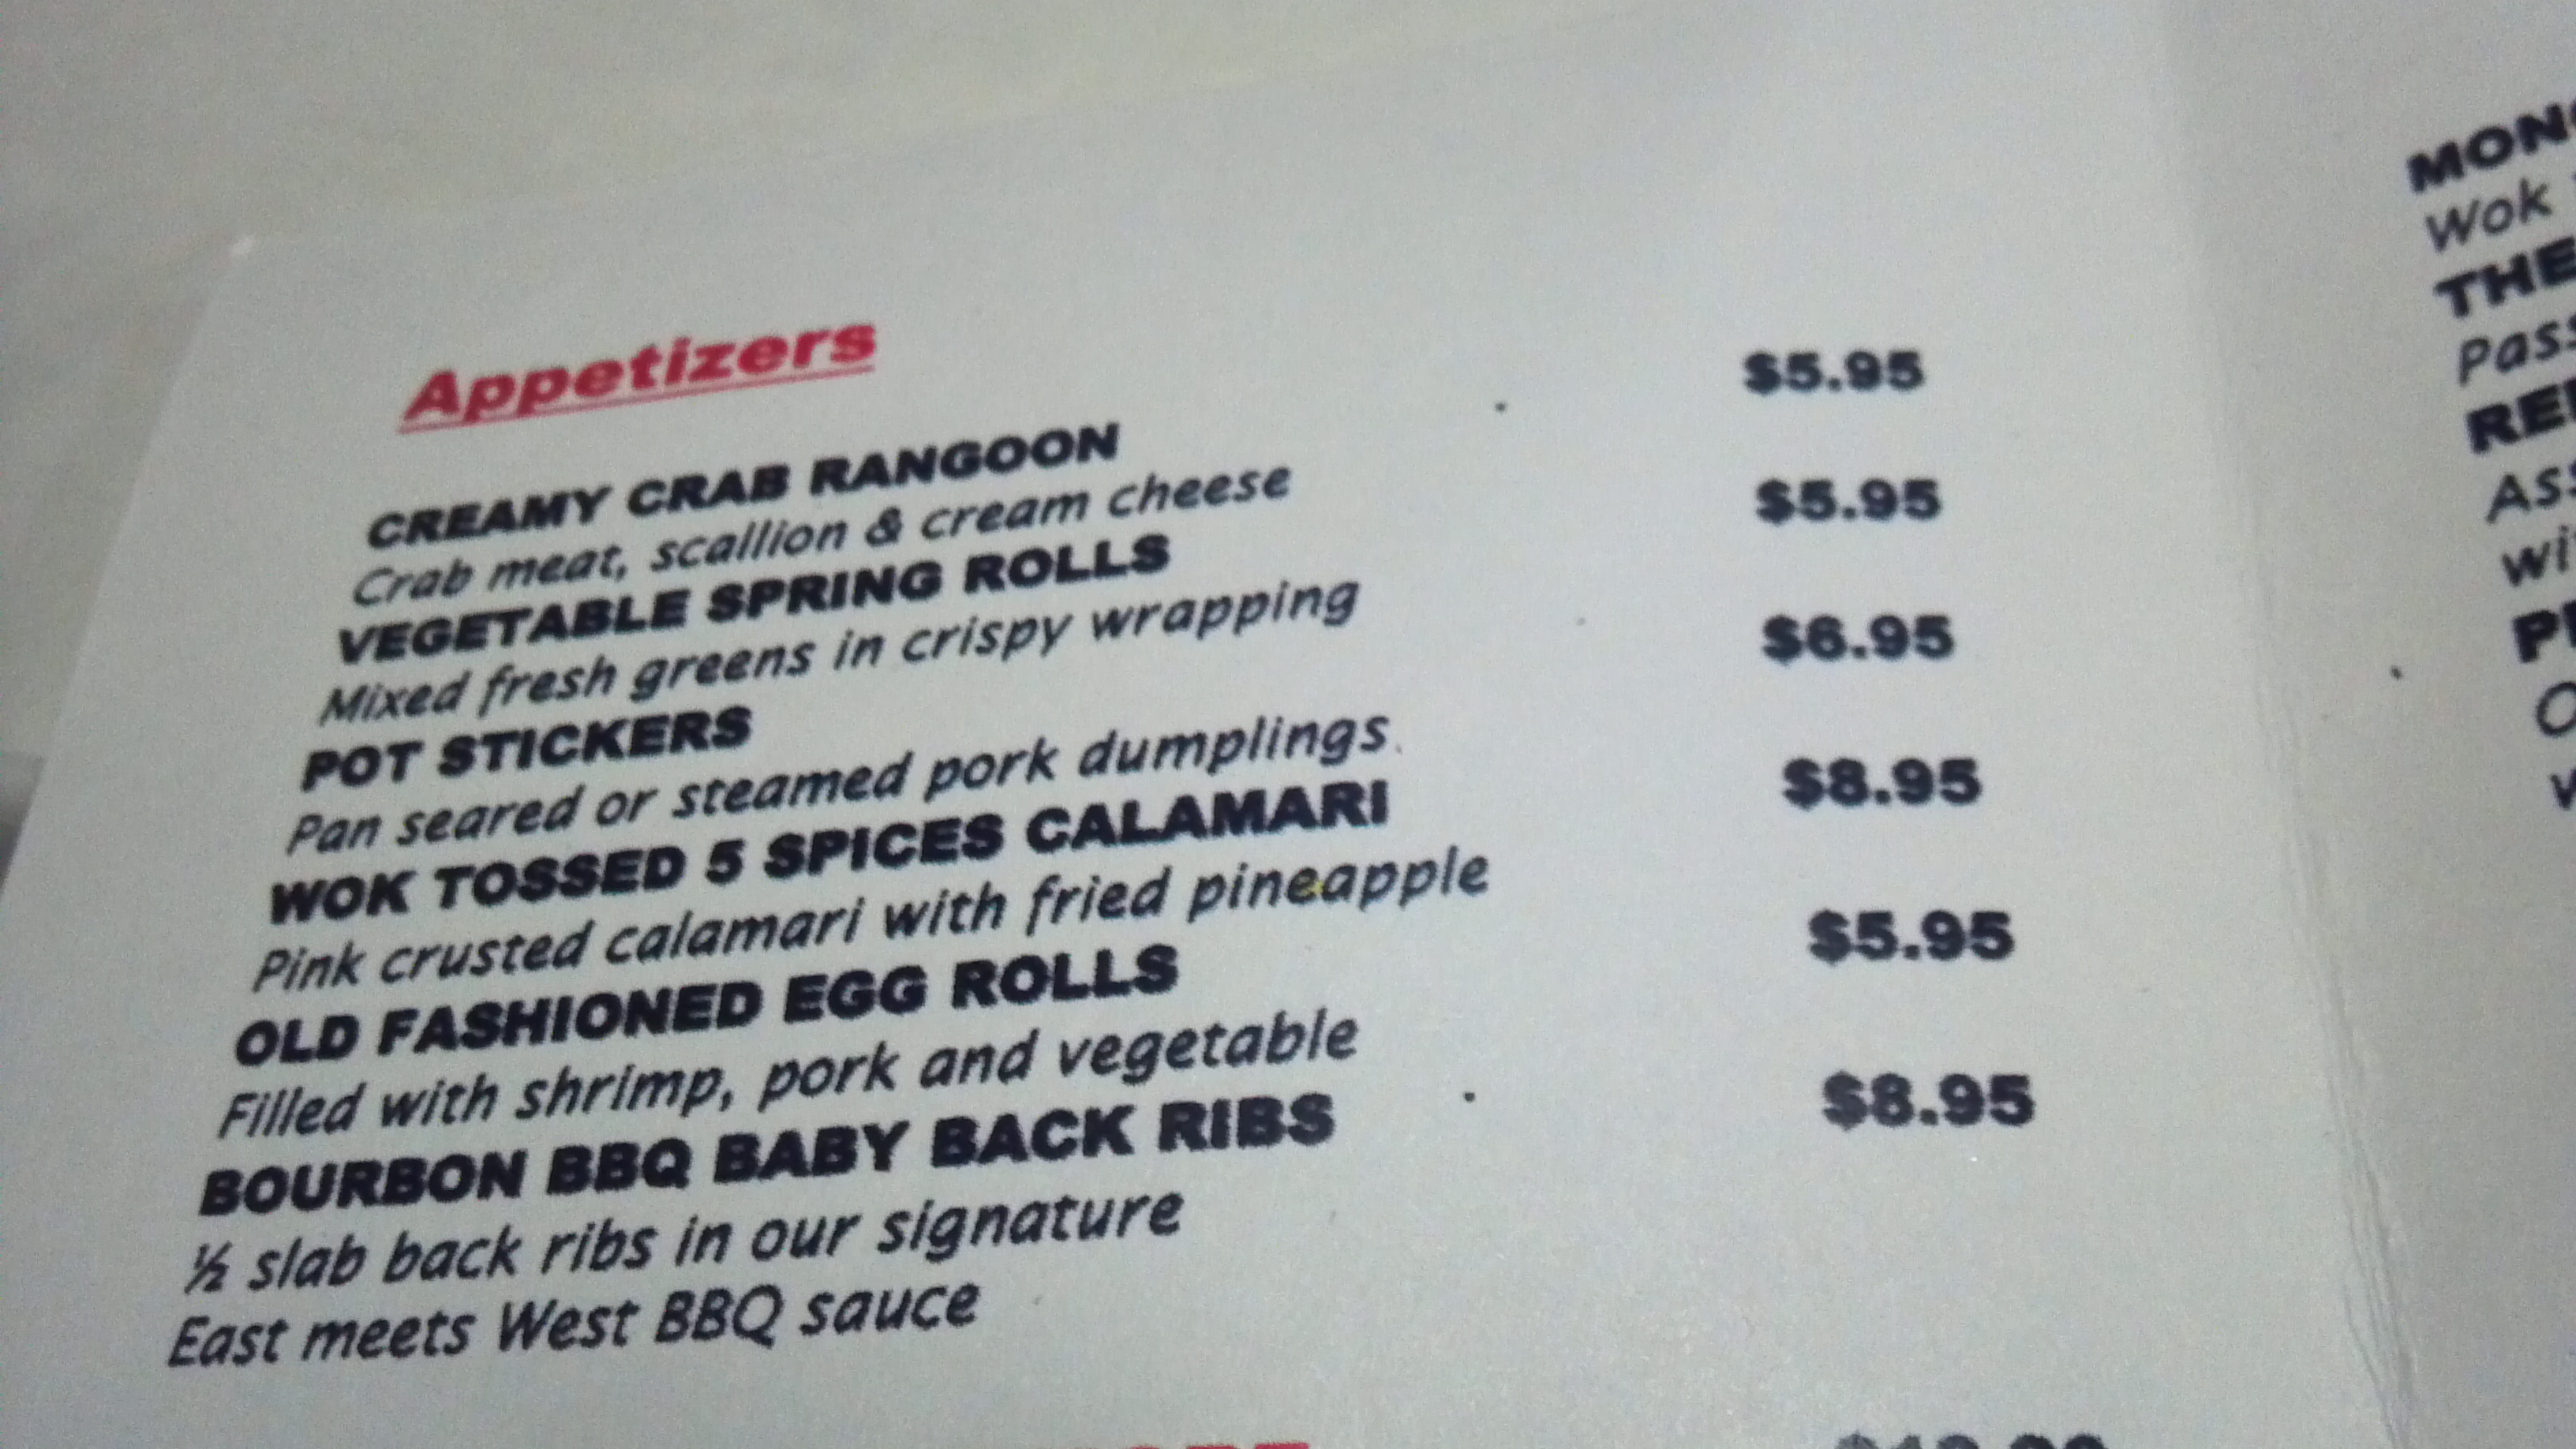 Appetizers
CREAMY CRAB RANGOON $5.95
Crab meat, scallion & cream cheese
VEGETABLE SPRING ROLLS $5.95
Mixed fresh greens in crispy wrapping
POT STICKERS $6.95
Pan seared or steamed pork dumplings
WOK TOSSED 5 SPICES CALAMARI $8.95
Pink crusted calamari with fried pineapple
OLD FASHIONED EGG ROLLS $5.95
Filled with shrimp, pork and vegetable
BOURBON BBQ BABY BACK RIBS $8.95
½ slab back ribs in our signature
East meets West BBQ sauce
Wok
THE